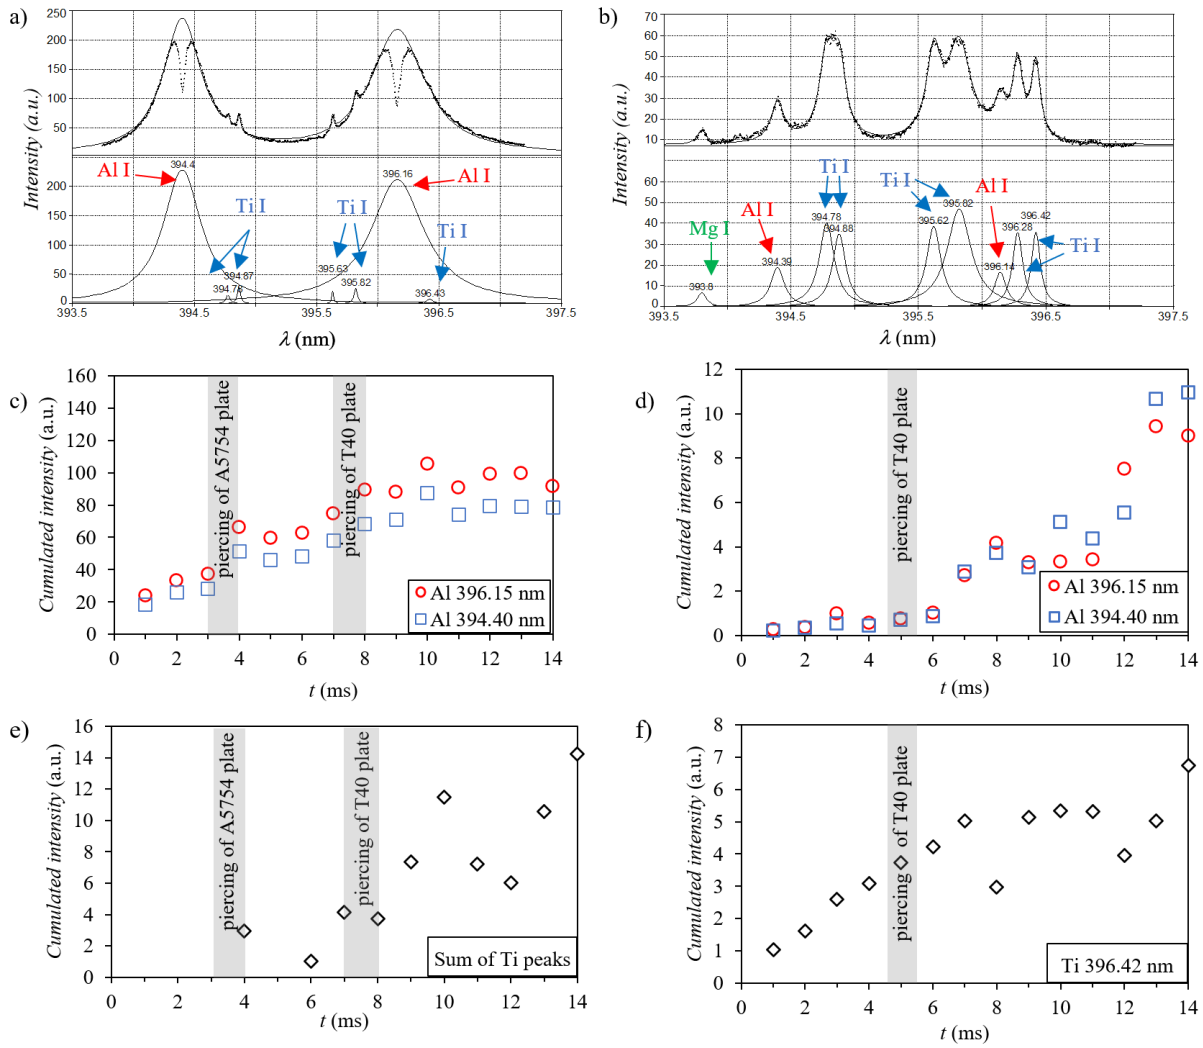 a)
250
200
150
100
50
Intensity (a.u.)
394.4
396.16
Al I
Al I
Ti I
Ti I
Ti I
394.78
394.87
395.63
395.82
396.43
200
150
100
50
0
393.5 394.5 395.5 396.5 397.5
λ (nm)
b)
70
60
50
40
30
20
10
Intensity (a.u.)
Mg I
Al I
Ti I
Ti I
Al I
Ti I
393.8
394.39
394.78
394.88
395.62
395.82
396.14
396.28
396.42
60
50
40
30
20
10
0
393.5 394.5 395.5 396.5 397.5
λ (nm)
c)
Cumulated intensity (a.u.)
160
140
120
100
80
60
40
20
0
piercing of A5754 plate
piercing of T40 plate
Al 396.15 nm
Al 394.40 nm
0 2 4 6 8 10 12 14
t (ms)
d)
Cumulated intensity (a.u.)
12
10
8
6
4
2
0
piercing of T40 plate
Al 396.15 nm
Al 394.40 nm
0 2 4 6 8 10 12 14
t (ms)
e)
Cumulated intensity (a.u.)
16
14
12
10
8
6
4
2
0
piercing of A5754 plate
piercing of T40 plate
Sum of Ti peaks
0 2 4 6 8 10 12 14
t (ms)
f)
Cumulated intensity (a.u.)
8
7
6
5
4
3
2
1
0
piercing of T40 plate
Ti 396.42 nm
0 2 4 6 8 10 12 14
t (ms)